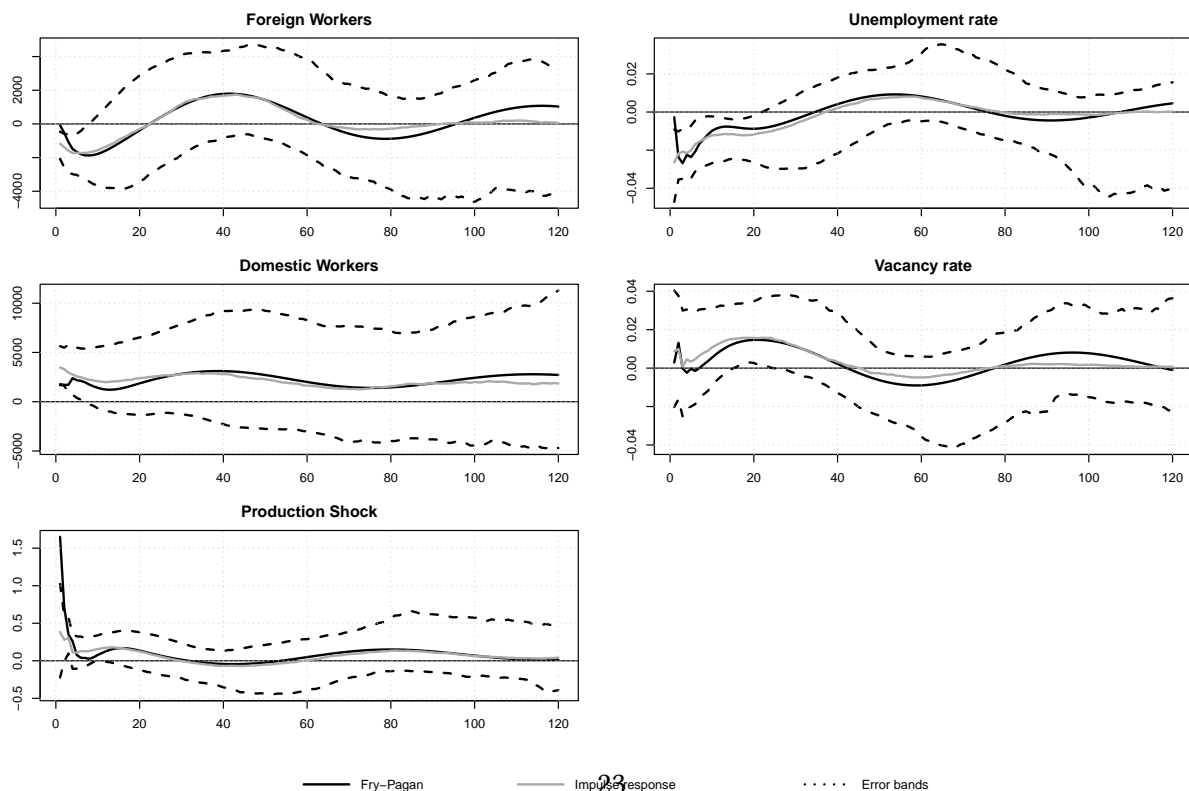 Foreign Workers
2000
0
−4000
0 20 40 60 80 100 120
Unemployment rate
0.02
0.00
−0.04
0 20 40 60 80 100 120
Domestic Workers
10000
5000
0
−5000
0 20 40 60 80 100 120
Vacancy rate
0.04
0.02
0.00
−0.04
0 20 40 60 80 100 120
Production Shock
1.5
1.0
0.5
0.0
−0.5
0 20 40 60 80 100 120
Fry−Pagan Impulse response Error bands
23